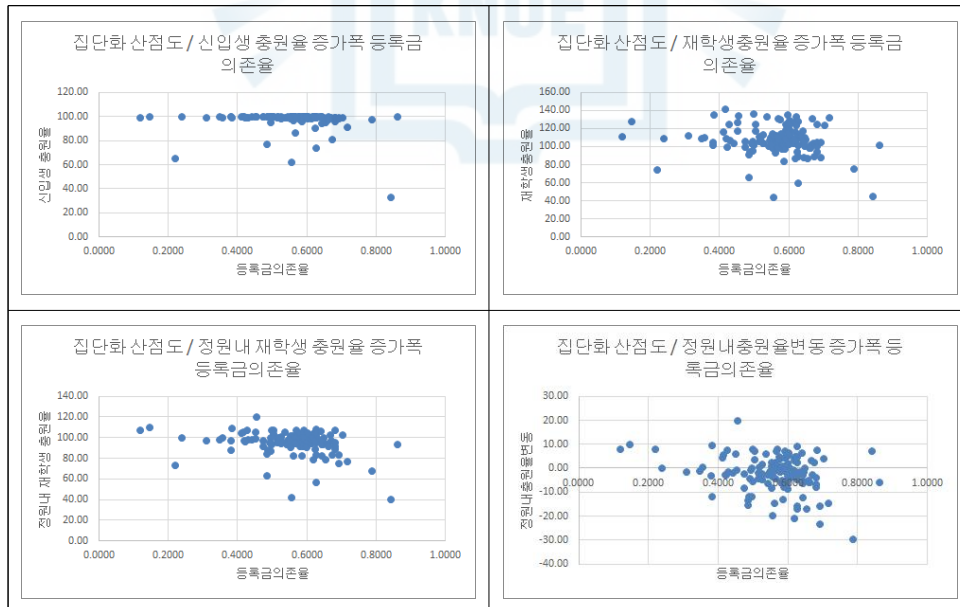 KNUE
집단화 산점도 / 신입생 충원율 증가폭 등록금
의존율
120.00
100.00
80.00
60.00
40.00
20.00
0.00
0.0000 0.2000 0.4000 0.6000 0.8000 1.0000
신입생 충원율
등록금의존율
집단화 산점도 / 재학생충원율 증가폭 등록금
의존율
160.00
140.00
120.00
100.00
80.00
60.00
40.00
20.00
0.00
0.0000 0.2000 0.4000 0.6000 0.8000 1.0000
재학생충원율
등록금의존율
집단화 산점도 / 정원내 재학생 충원율 증가폭
등록금의존율
140.00
120.00
100.00
80.00
60.00
40.00
20.00
0.00
0.0000 0.2000 0.4000 0.6000 0.8000 1.0000
정원내 재학생 충원율
등록금의존율
집단화 산점도 / 정원내충원율변동 증가폭 등
록금의존율
30.00
20.00
10.00
0.00
-10.00
-20.00
-30.00
-40.00
0.0000 0.2000 0.4000 0.6000 0.8000 1.0000
정원내충원율변동
등록금의존율